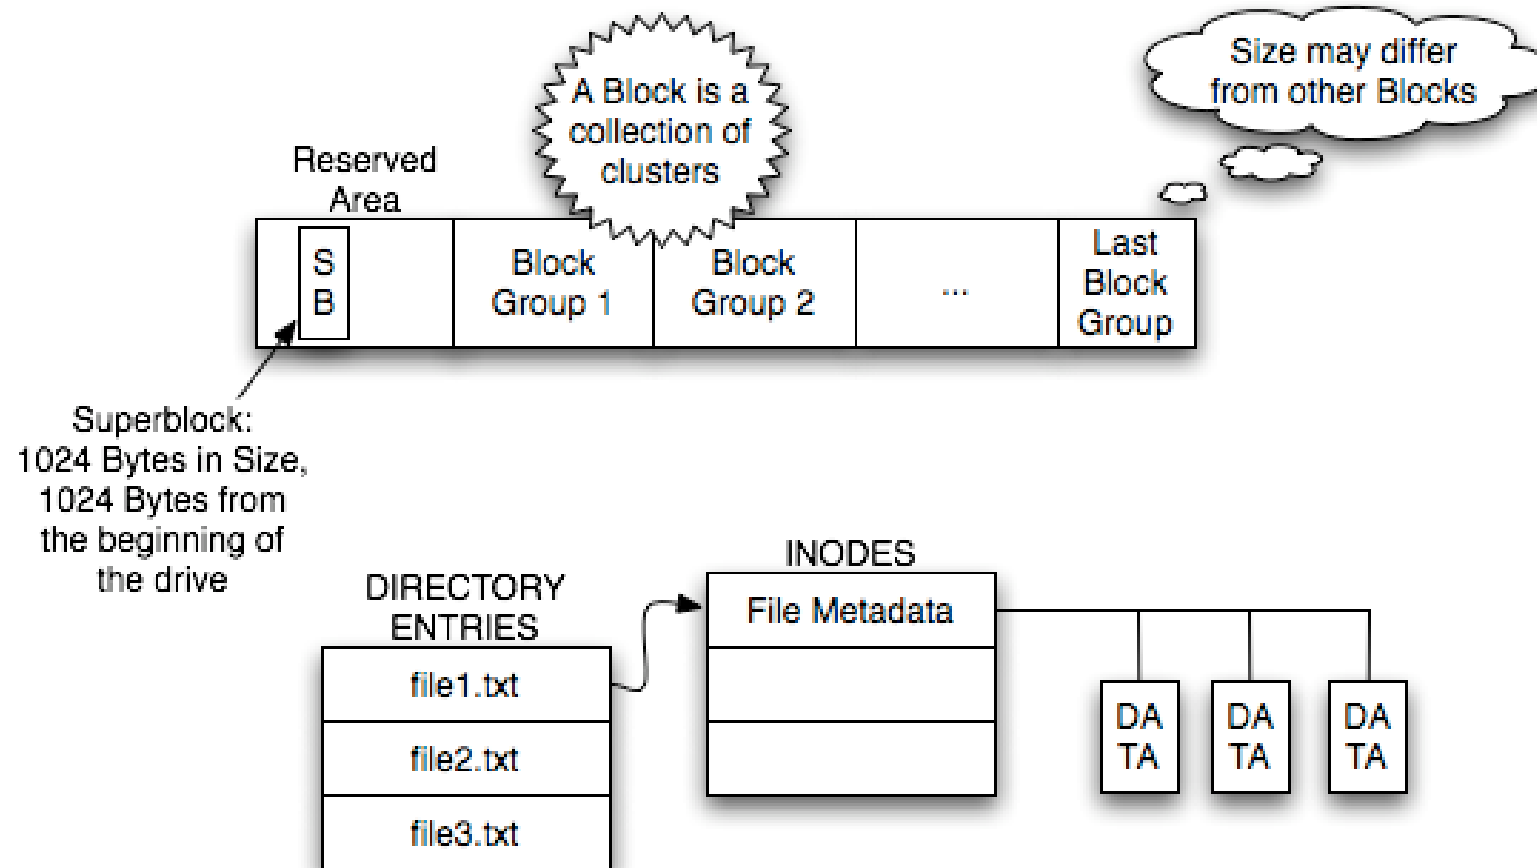 A Block is a
collection of
clusters
Size may differ
from other Blocks
Reserved
Area
S
B
Block
Group 1
Block
Group 2
...
Last
Block
Group
Superblock:
1024 Bytes in Size,
1024 Bytes from
the beginning of
the drive
DIRECTORY
ENTRIES
file1.txt
file2.txt
file3.txt
INODES
File Metadata
DA
TA
DA
TA
DA
TA